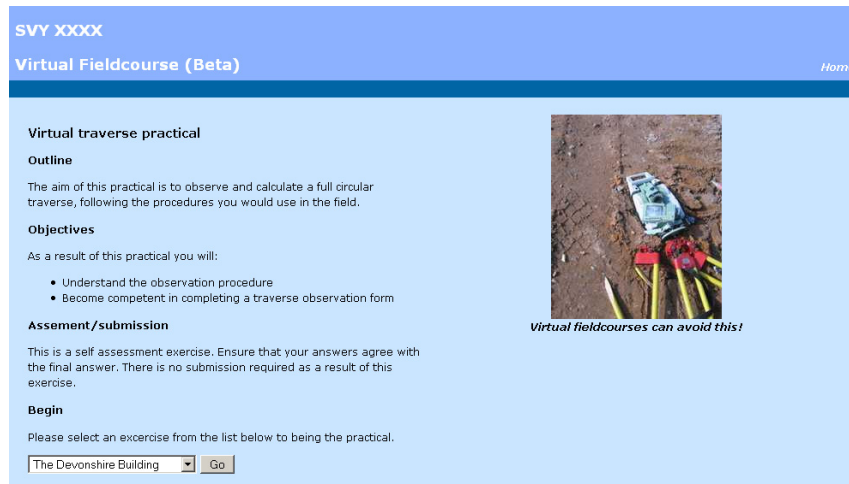 SVY XXXX
Virtual Fieldcourse (Beta)
Hom
Virtual traverse practical
Outline
The aim of this practical is to observe and calculate a full circular
traverse, following the procedures you would use in the field.
Objectives
As a result of this practical you will:
• Understand the observation procedure
• Become competent in completing a traverse observation form
Assement/submission
This is a self assessment exercise. Ensure that your answers agree with
the final answer. There is no submission required as a result of this
exercise.
Begin
Please select an excercise from the list below to being the practical.
The Devonshire Building
Go
Virtual fieldcourses can avoid this!